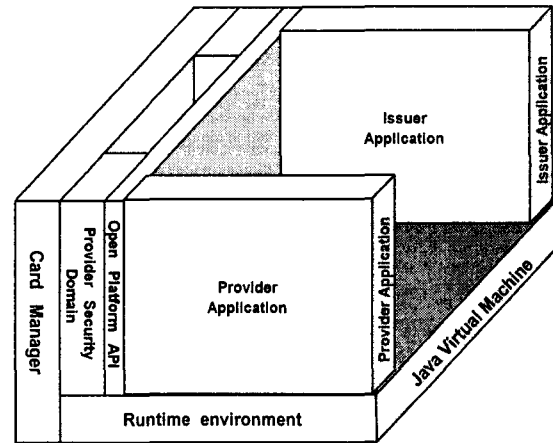 Issuer
Application
Issuer Application
Card Manager
Provider Security
Domain
Open Platform API
Provider
Application
Provider Application
Java Virtual Machine
Runtime environment